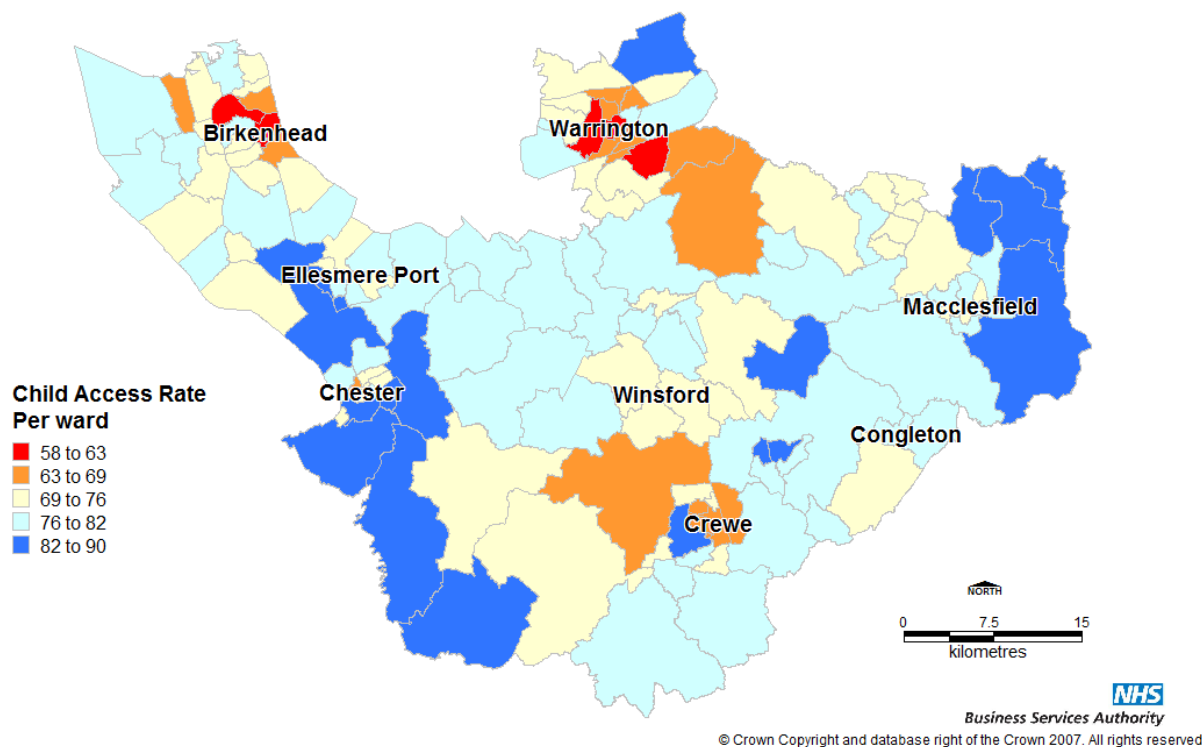 Birkenhead
Warrington
Ellesmere Port
Macclesfield
Chester
Winsford
Congleton
Crewe
Child Access Rate
Per ward
58 to 63
63 to 69
69 to 76
76 to 82
82 to 90
NORTH
0 7.5 15
kilometres
NHS
Business Services Authority
© Crown Copyright and database right of the Crown 2007. All rights reserved